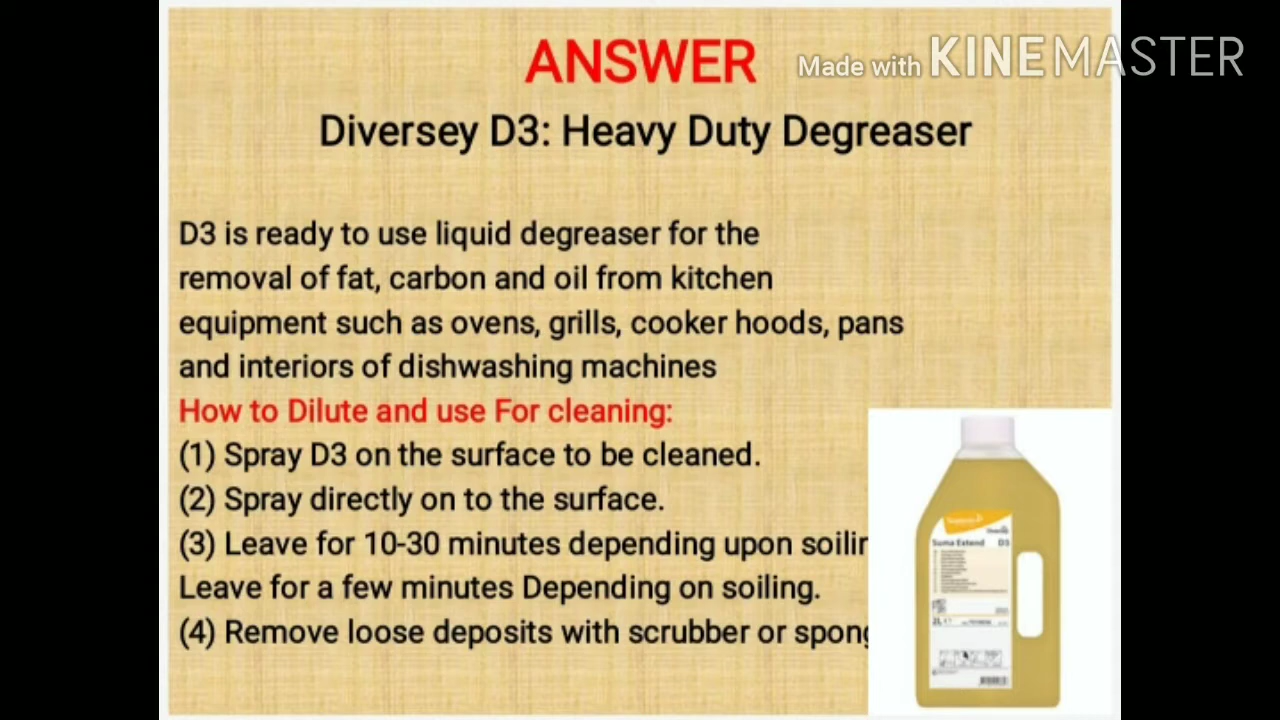 ANSWER
Made with KINEMASTER
Diversey D3: Heavy Duty Degreaser
D3 is ready to use liquid degreaser for the
removal of fat, carbon and oil from kitchen
equipment such as ovens, grills, cooker hoods, pans
and interiors of dishwashing machines
How to Dilute and use For cleaning:
(1) Spray D3 on the surface to be cleaned.
(2) Spray directly on to the surface.
(3) Leave for 10-30 minutes depending upon soilin
Leave for a few minutes Depending on soiling.
(4) Remove loose deposits with scrubber or spong
Diversey
Suma Extend D3
2L